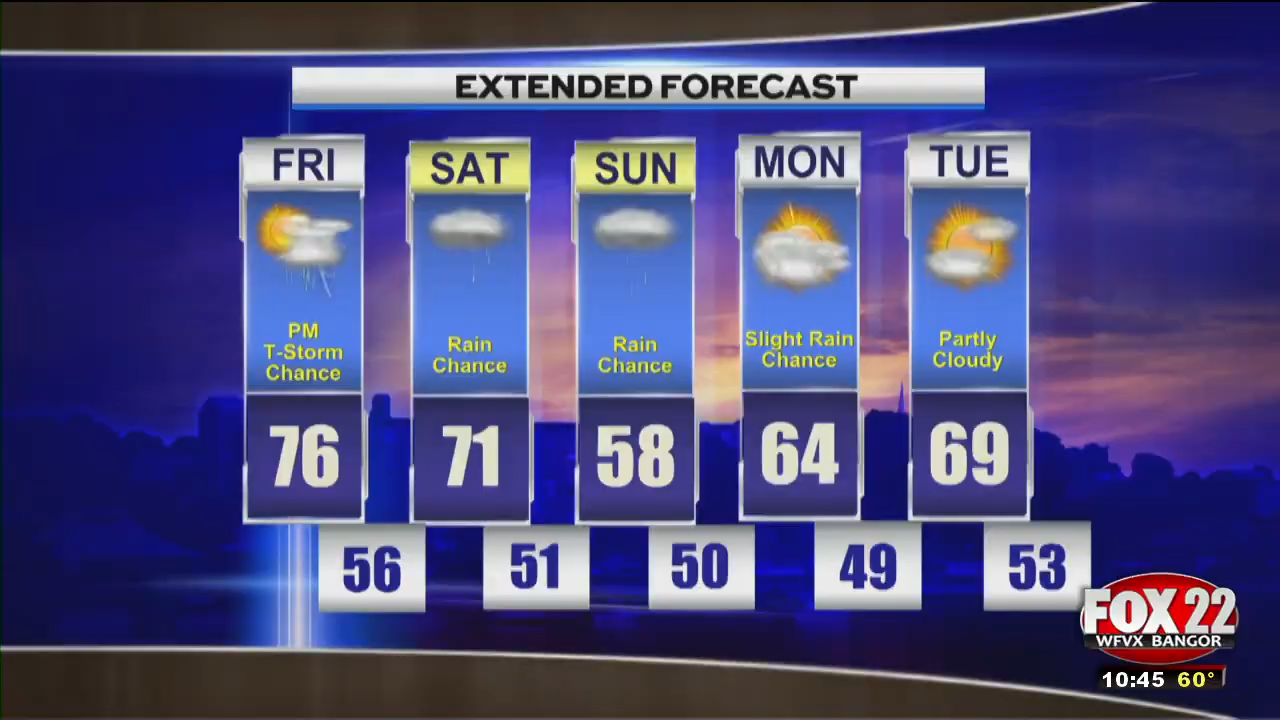 EXTENDED FORECAST
FRI
SAT
SUN
MON
TUE
PM
T-Storm
Chance
Rain
Chance
Rain
Chance
Slight Rain
Chance
Partly
Cloudy
76
71
58
64
69
56
51
50
49
53
FOX 22
WFVX BANGOR
10:45 60°